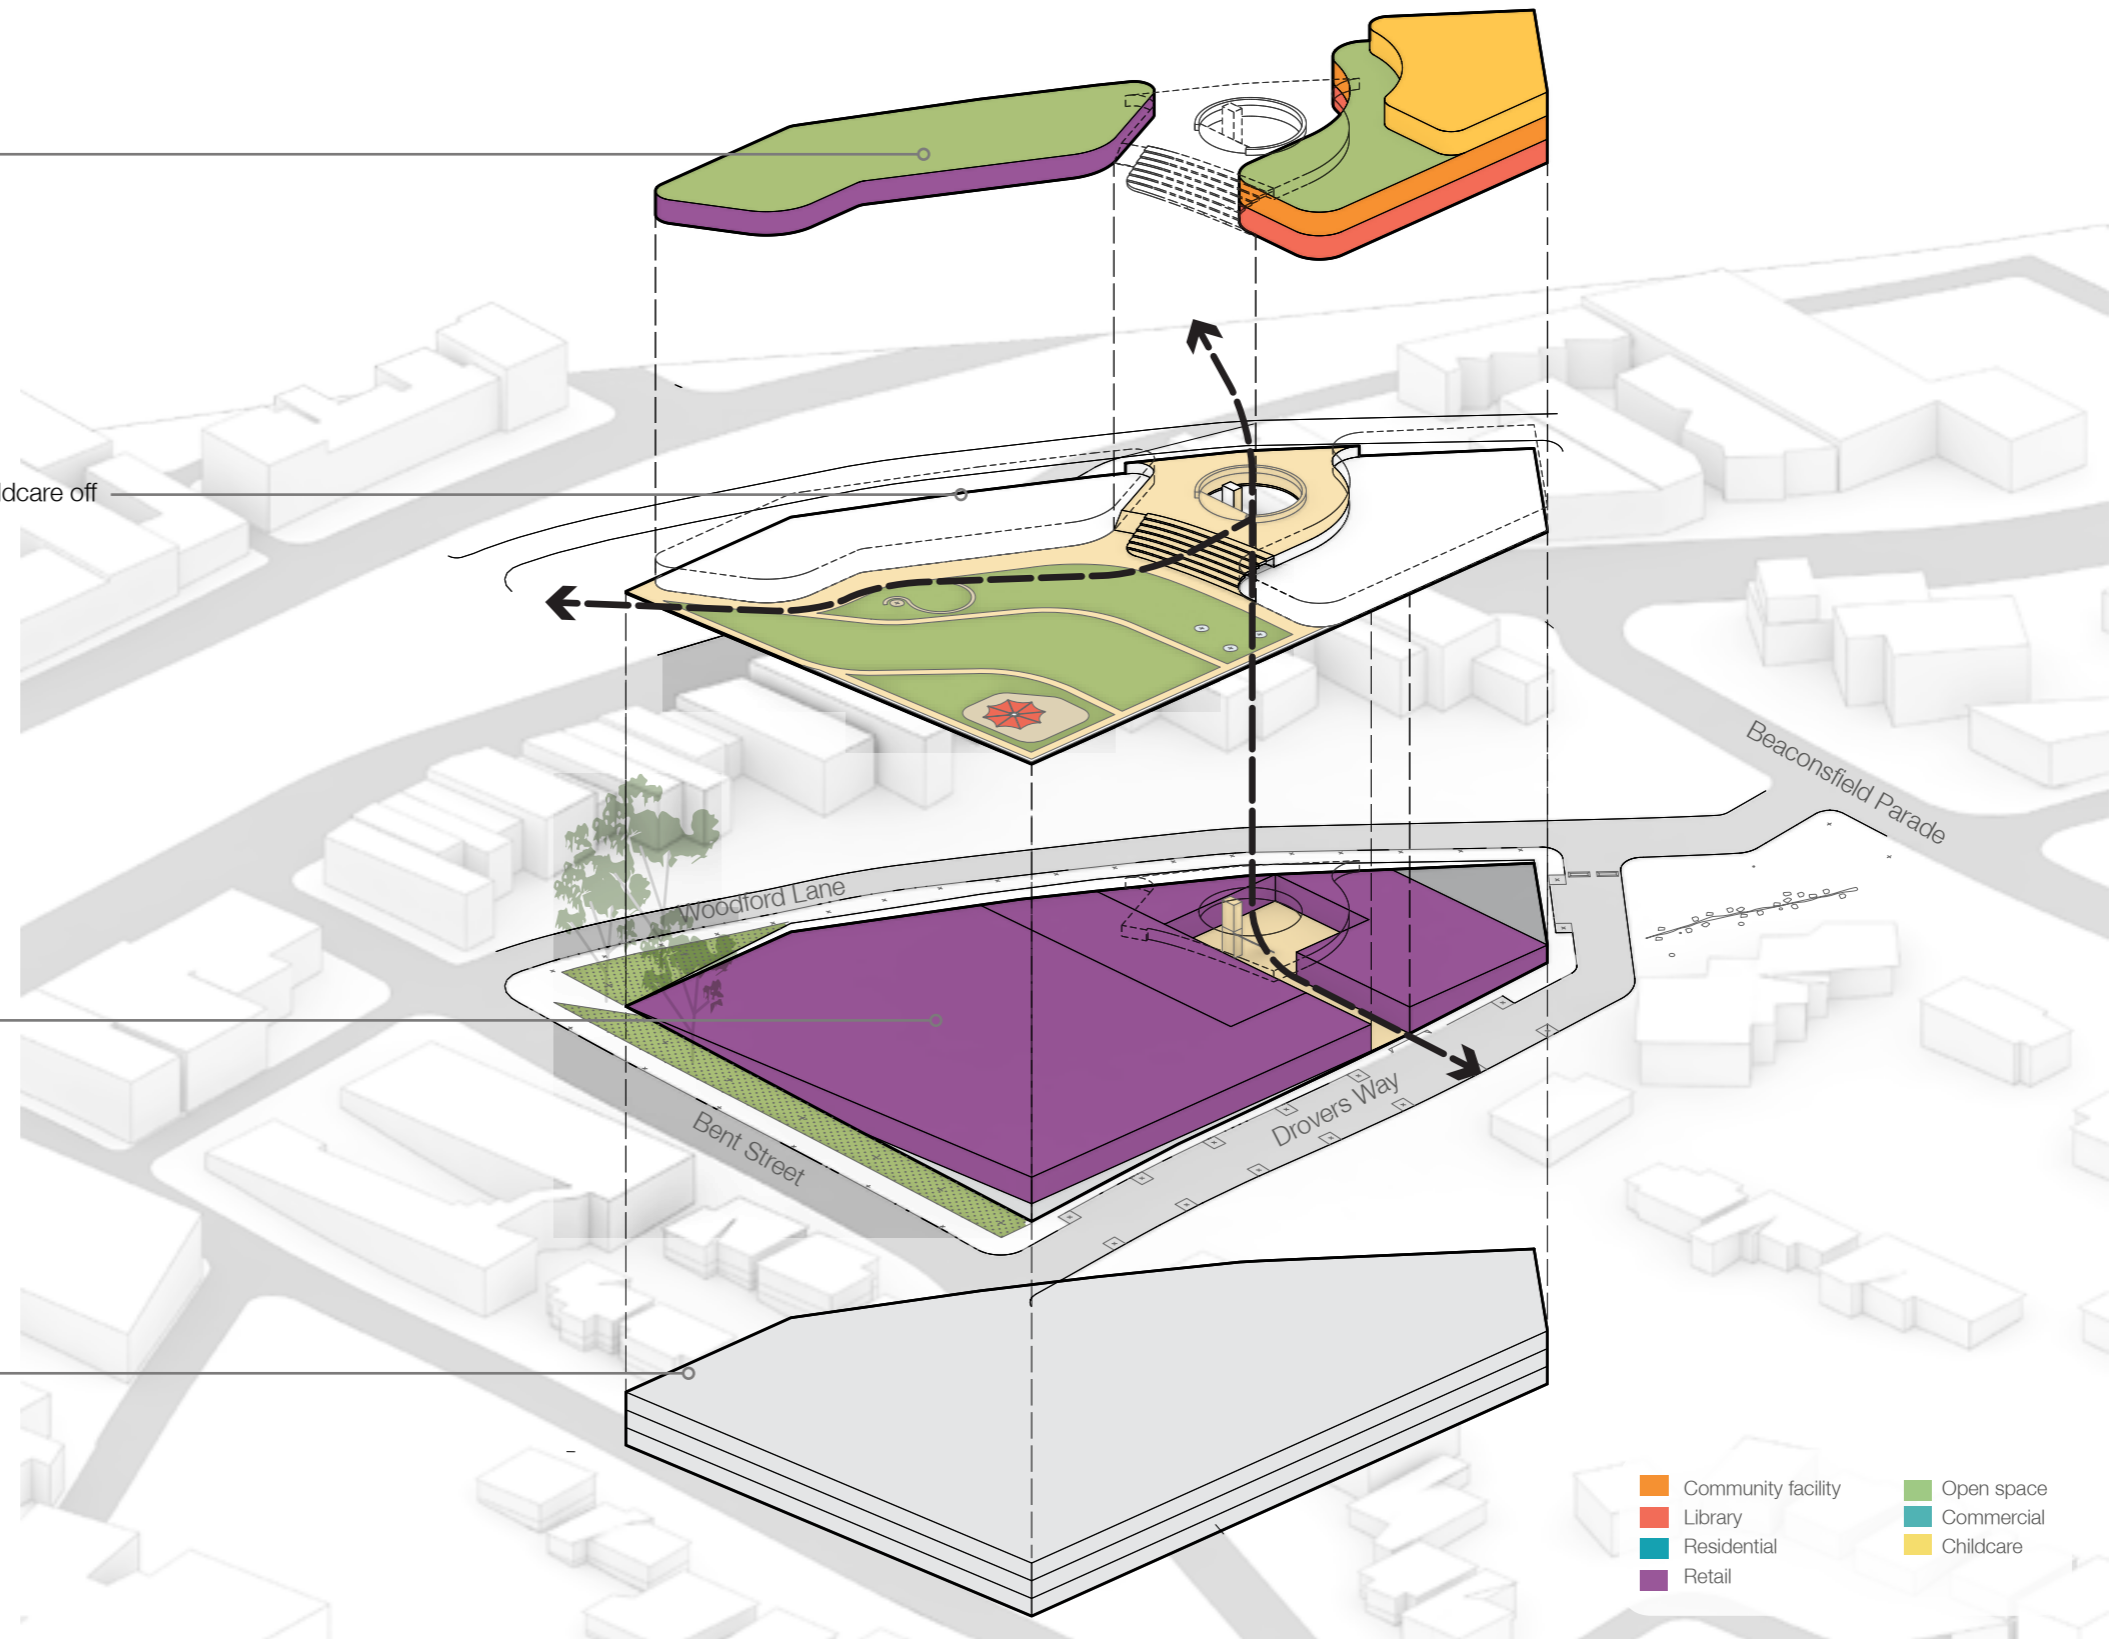 ldcare off
Beaconsfield Parade
Woodford Lane
Bent Street
Drovers Way
Community facility
Library
Residential
Retail
Open space
Commercial
Childcare